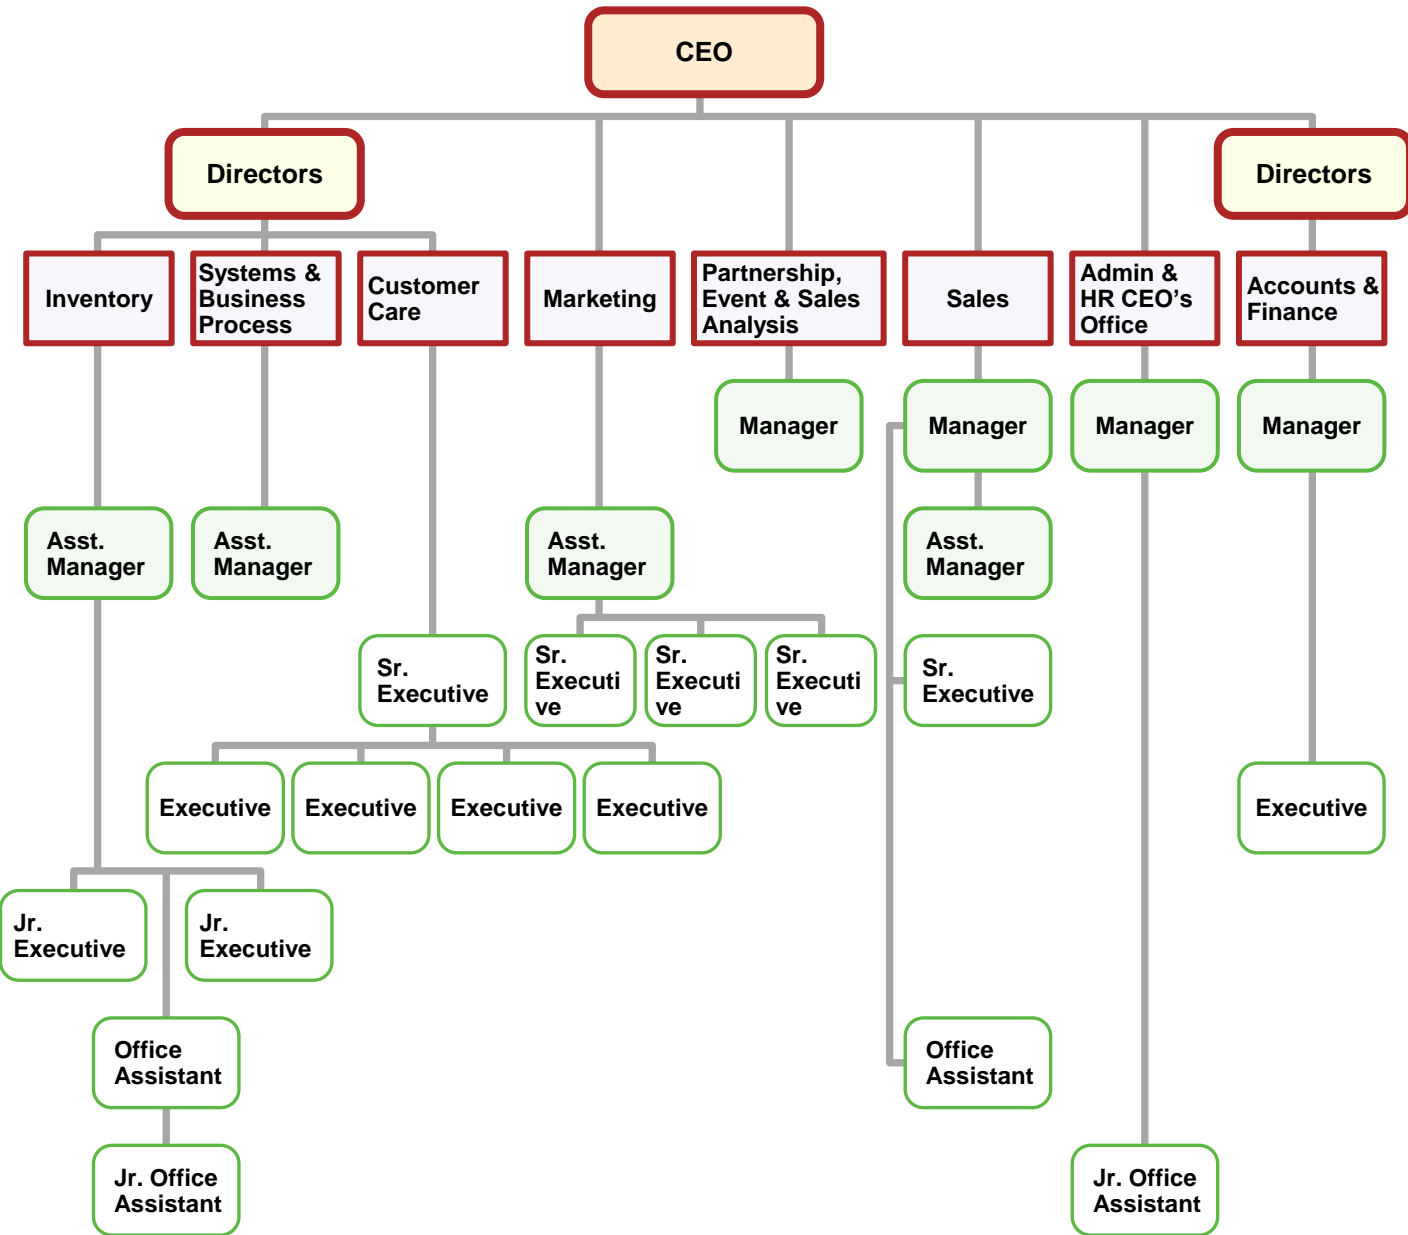 CEO
Directors
Directors
Inventory
Systems &
Business
Process
Customer
Care
Marketing
Partnership,
Event & Sales
Analysis
Sales
Admin &
HR CEO’s
Office
Accounts &
Finance
Manager
Manager
Manager
Manager
Asst.
Manager
Asst.
Manager
Asst.
Manager
Asst.
Manager
Sr.
Executive
Sr.
Executi
ve
Sr.
Executi
ve
Sr.
Executi
ve
Sr.
Executive
Executive
Executive
Executive
Executive
Executive
Jr.
Executive
Jr.
Executive
Office
Assistant
Office
Assistant
Jr. Office
Assistant
Jr. Office
Assistant